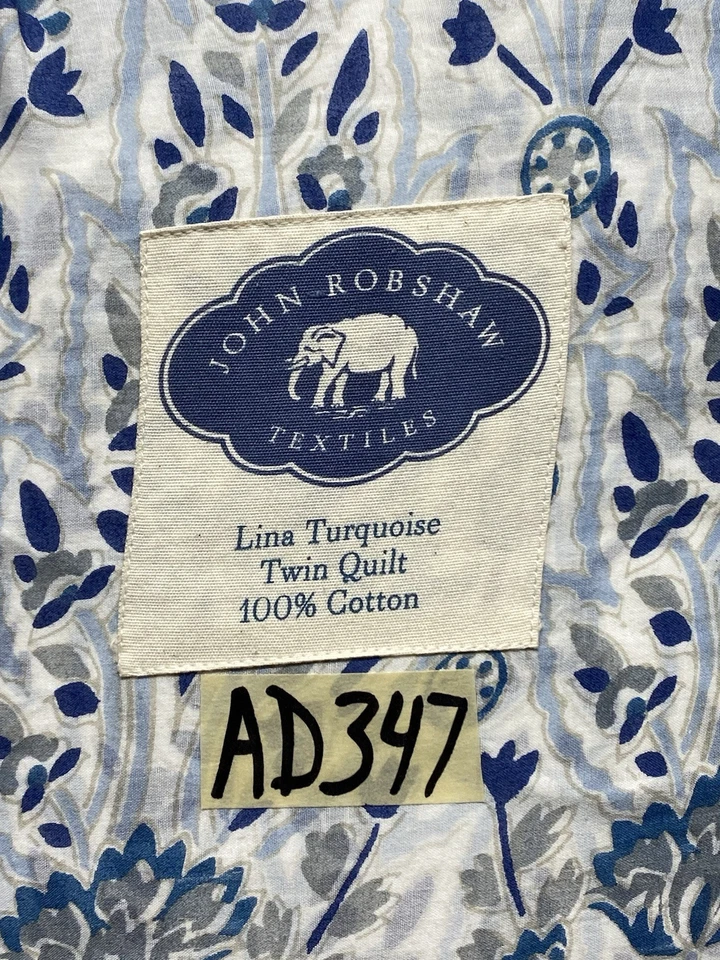 JOHN ROBSHAW
TEXTILES
Lina Turquoise
Twin Quilt
100% Cotton
AD347